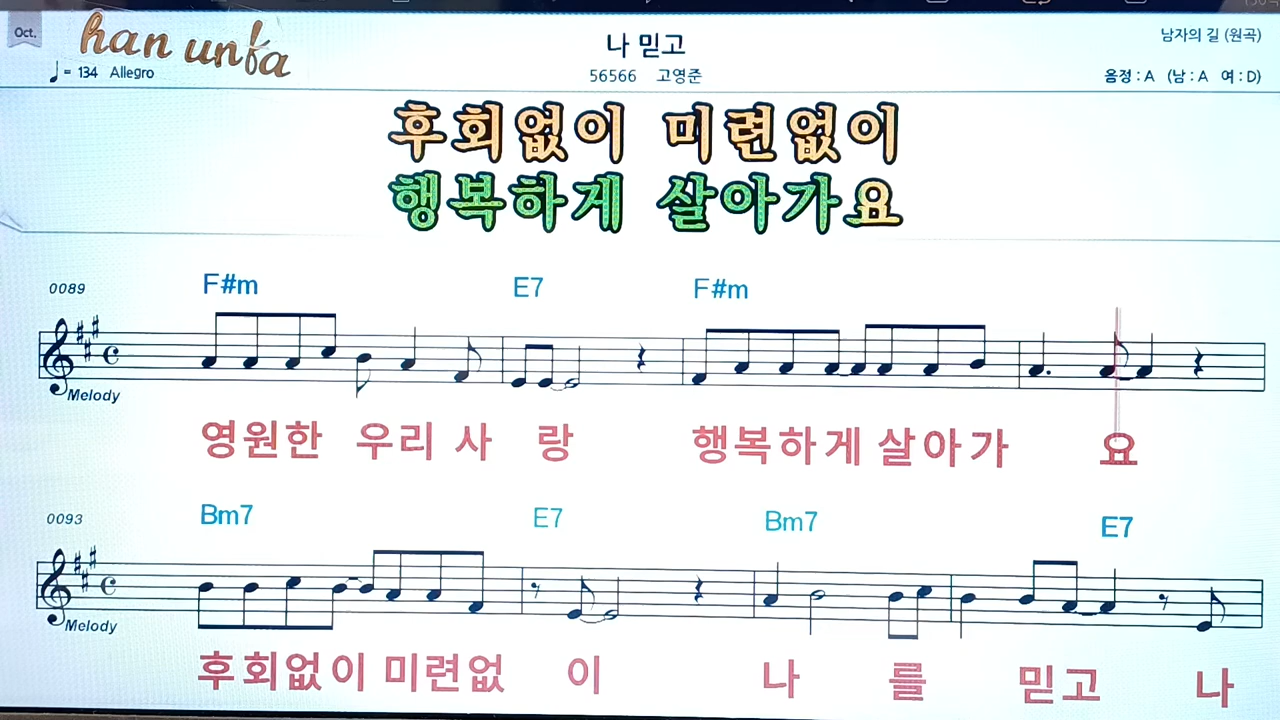 Oct.
han unfa
남자의 길 (원곡)
나 믿고
♩ = 134 Allegro
56566 고영준
음정 : A (남 : A 여 : D)
후회없이 미련없이
행복하게 살아가요
0089
F#m E7 F#m
Melody
영원한 우리 사 랑 행복하게 살아가 요
0093
Bm7 E7 Bm7 E7
Melody
후회없이 미련없 이 나 를 믿고 나